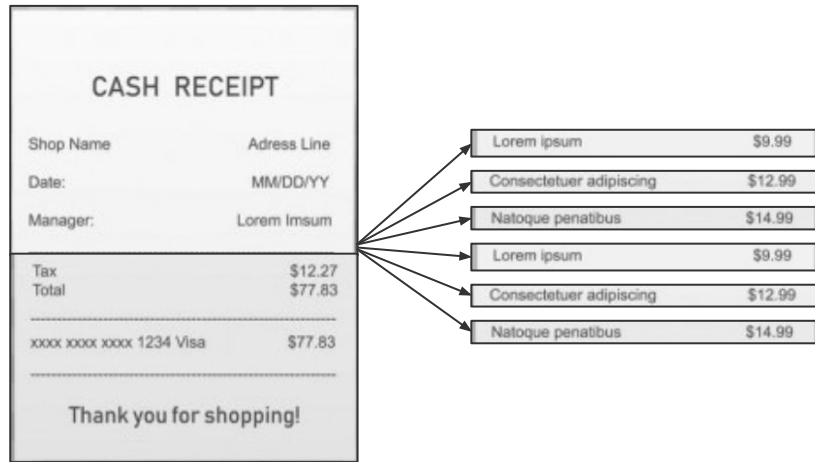 CASH RECEIPT
Shop Name Adress Line
Date: MM/DD/YY
Manager: Lorem Imsum
Tax $12.27
Total $77.83
xxxx xxxx xxxx 1234 Visa $77.83
Thank you for shopping!
Lorem ipsum $9.99
Consectetuer adipiscing $12.99
Natoque penatibus $14.99
Lorem ipsum $9.99
Consectetuer adipiscing $12.99
Natoque penatibus $14.99